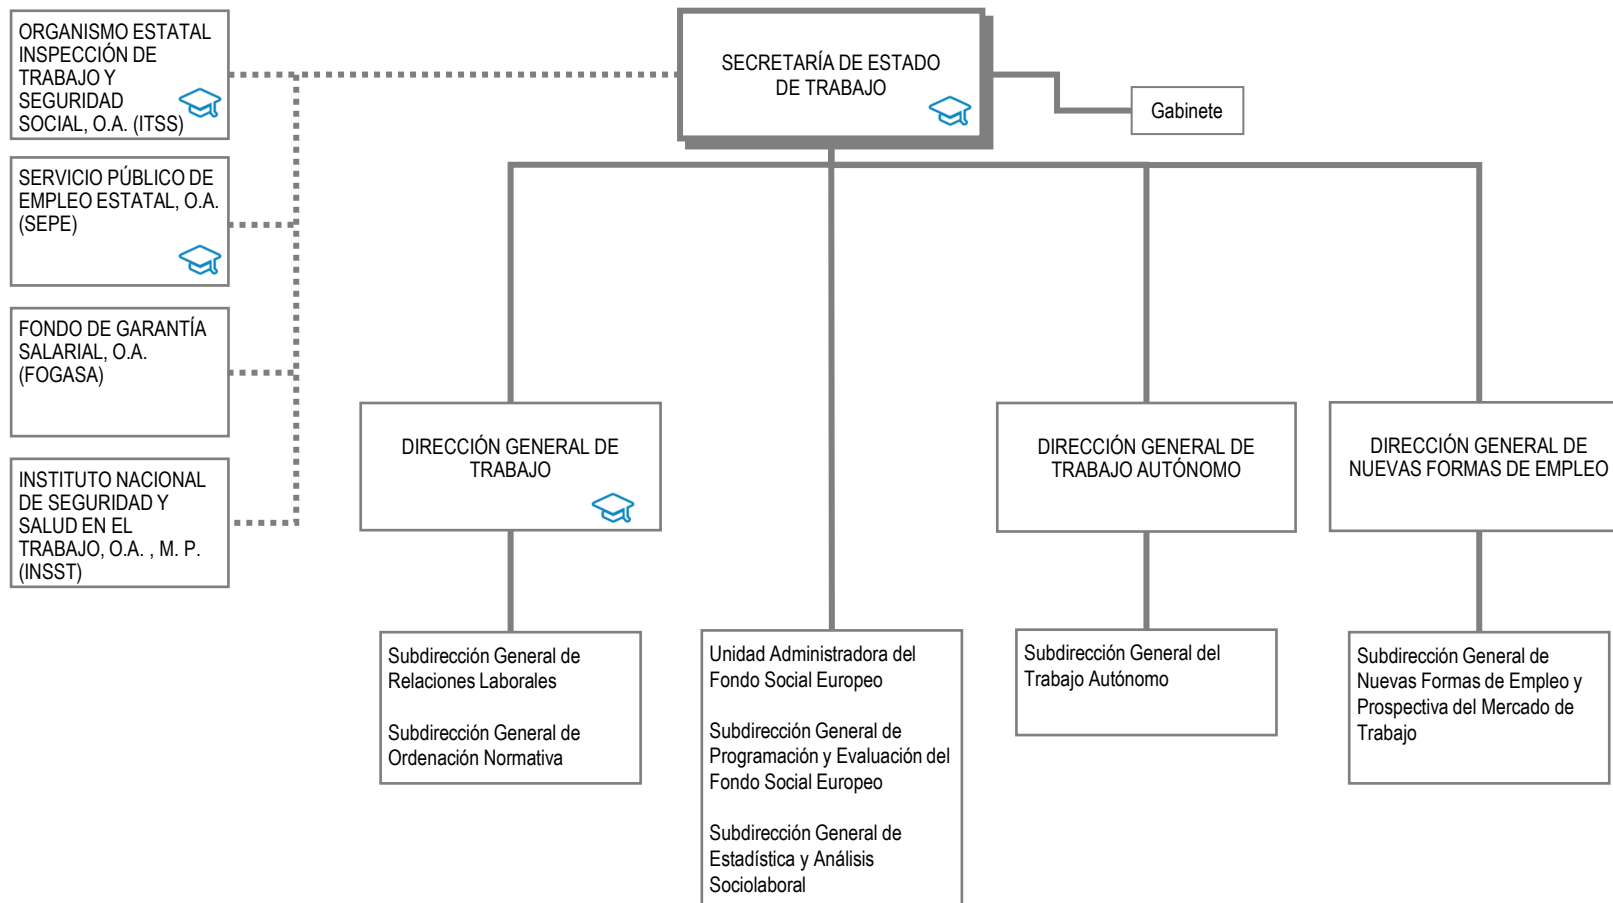 ORGANISMO ESTATAL
INSPECCIÓN DE
TRABAJO Y
SEGURIDAD
SOCIAL, O.A. (ITSS)
SECRETARÍA DE ESTADO
DE TRABAJO
Gabinete
SERVICIO PÚBLICO DE
EMPLEO ESTATAL, O.A.
(SEPE)
FONDO DE GARANTÍA
SALARIAL, O.A.
(FOGASA)
INSTITUTO NACIONAL
DE SEGURIDAD Y
SALUD EN EL
TRABAJO, O.A. , M. P.
(INSST)
DIRECCIÓN GENERAL DE
TRABAJO
DIRECCIÓN GENERAL DE
TRABAJO AUTÓNOMO
DIRECCIÓN GENERAL DE
NUEVAS FORMAS DE EMPLEO
Subdirección General de
Relaciones Laborales
Subdirección General de
Ordenación Normativa
Unidad Administradora del
Fondo Social Europeo
Subdirección General de
Programación y Evaluación del
Fondo Social Europeo
Subdirección General de
Estadística y Análisis
Sociolaboral
Subdirección General del
Trabajo Autónomo
Subdirección General de
Nuevas Formas de Empleo y
Prospectiva del Mercado de
Trabajo